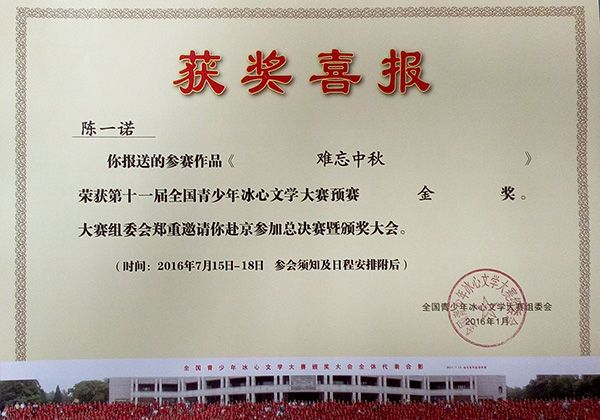 获奖喜报
陈一诺
你报送的参赛作品《 难忘中秋 》
荣获第十一届全国青少年冰心文学大赛预赛 金 奖。
大赛组委会郑重邀请你赴京参加总决赛暨颁奖大会。
(时间：2016年7月15日-18日 参会须知及日程安排附后)
全国青少年冰心文学大赛组委会
2016年1月
全国青少年冰心文学大赛颁奖大会全体代表合影